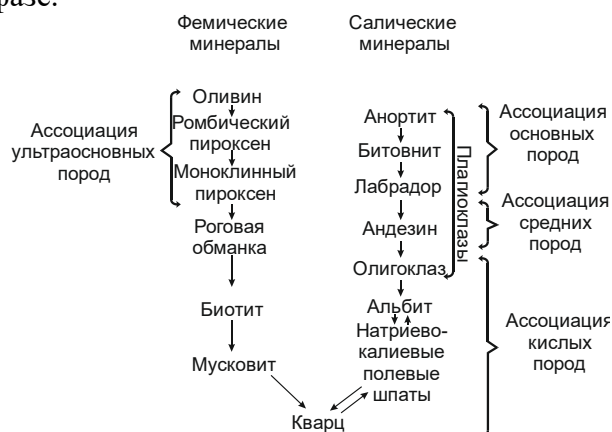 разе.
Фемические
минералы
Салические
минералы
Ассоциация
ультраосновных
пород
Оливин
Ромбический
пироксен
Моноклинный
пироксен
Роговая
обманка
Биотит
Мусковит
Анортит
Битовнит
Лабрадор
Андезин
Олигоклаз
Альбит
Натриево-
калиевые
полевые
шпаты
Кварц
Плагиоклазы
Ассоциация
основных
пород
Ассоциация
средних
пород
Ассоциация
кислых
пород